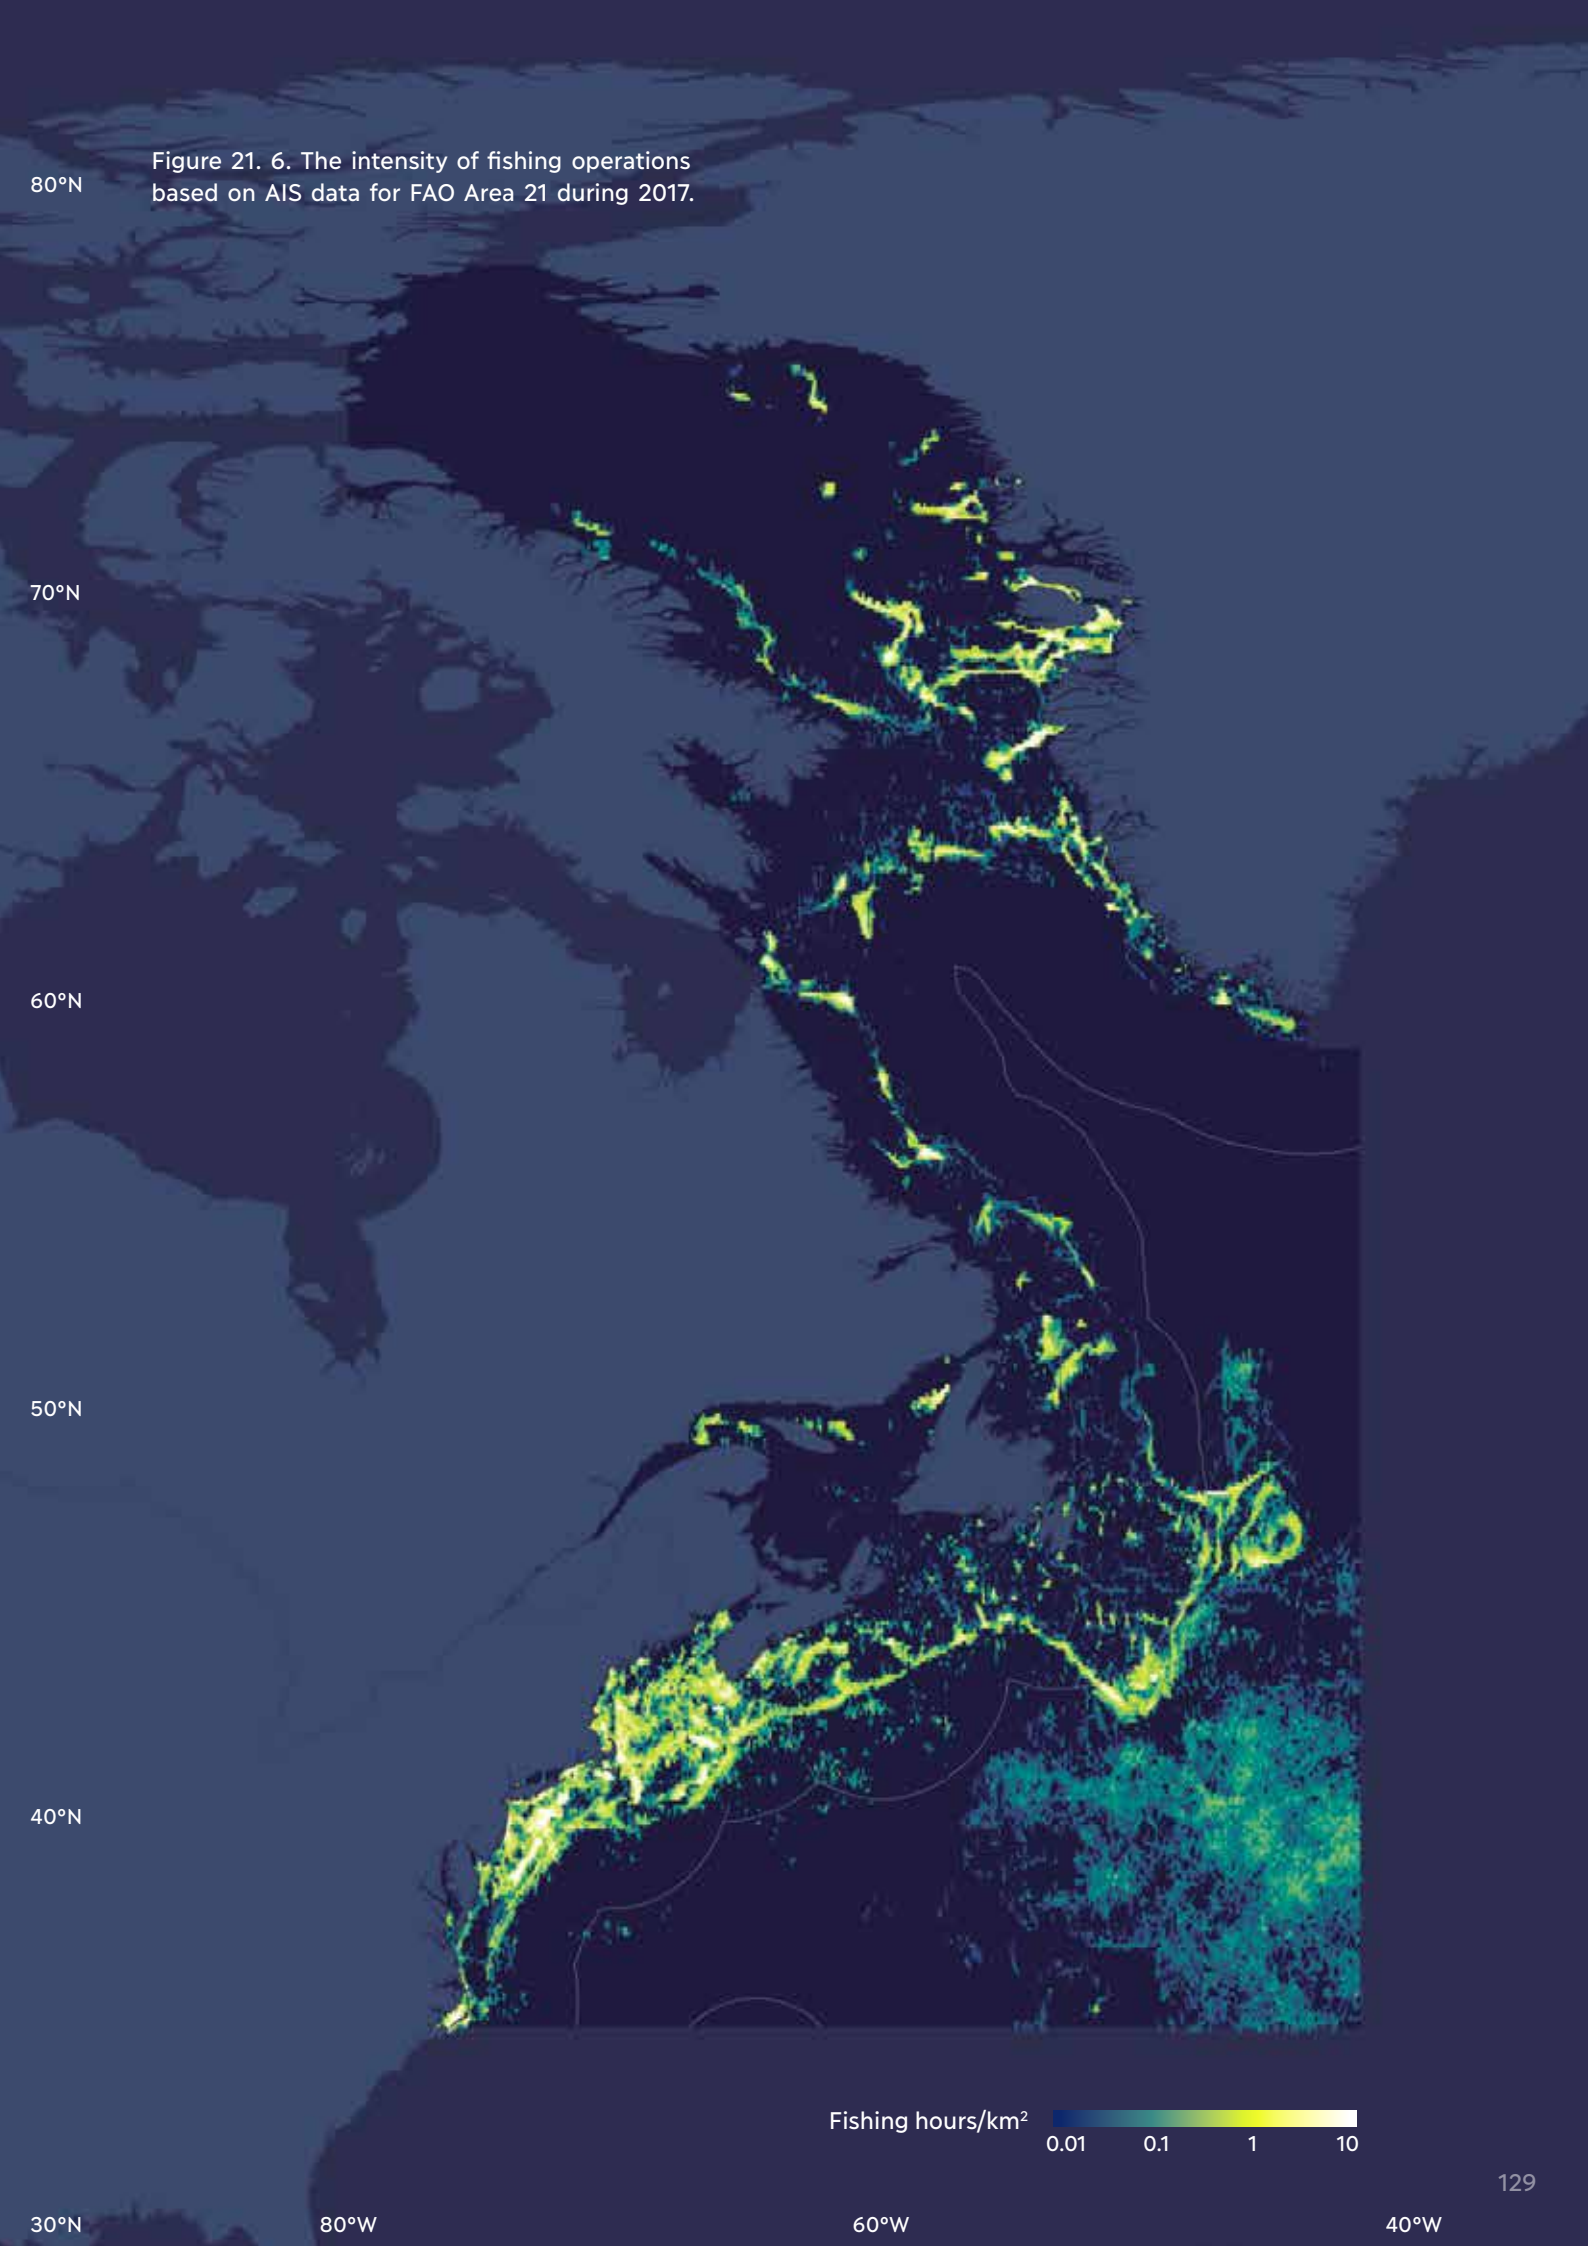 Figure 21. 6. The intensity of fishing operations
based on AIS data for FAO Area 21 during 2017.
80°N
70°N
60°N
50°N
40°N
Fishing hours/km²
0.01 0.1 1 10
129
30°N 80°W 60°W 40°W